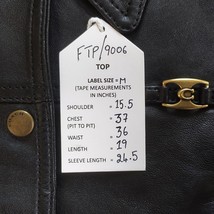 FTP/9006
TOP
LABEL SIZE = M
(TAPE MEASUREMENTS
IN INCHES)
SHOULDER = 15.5
CHEST = 37
(PIT TO PIT)
WAIST = 36
LENGTH = 19
SLEEVE LENGTH = 24.5